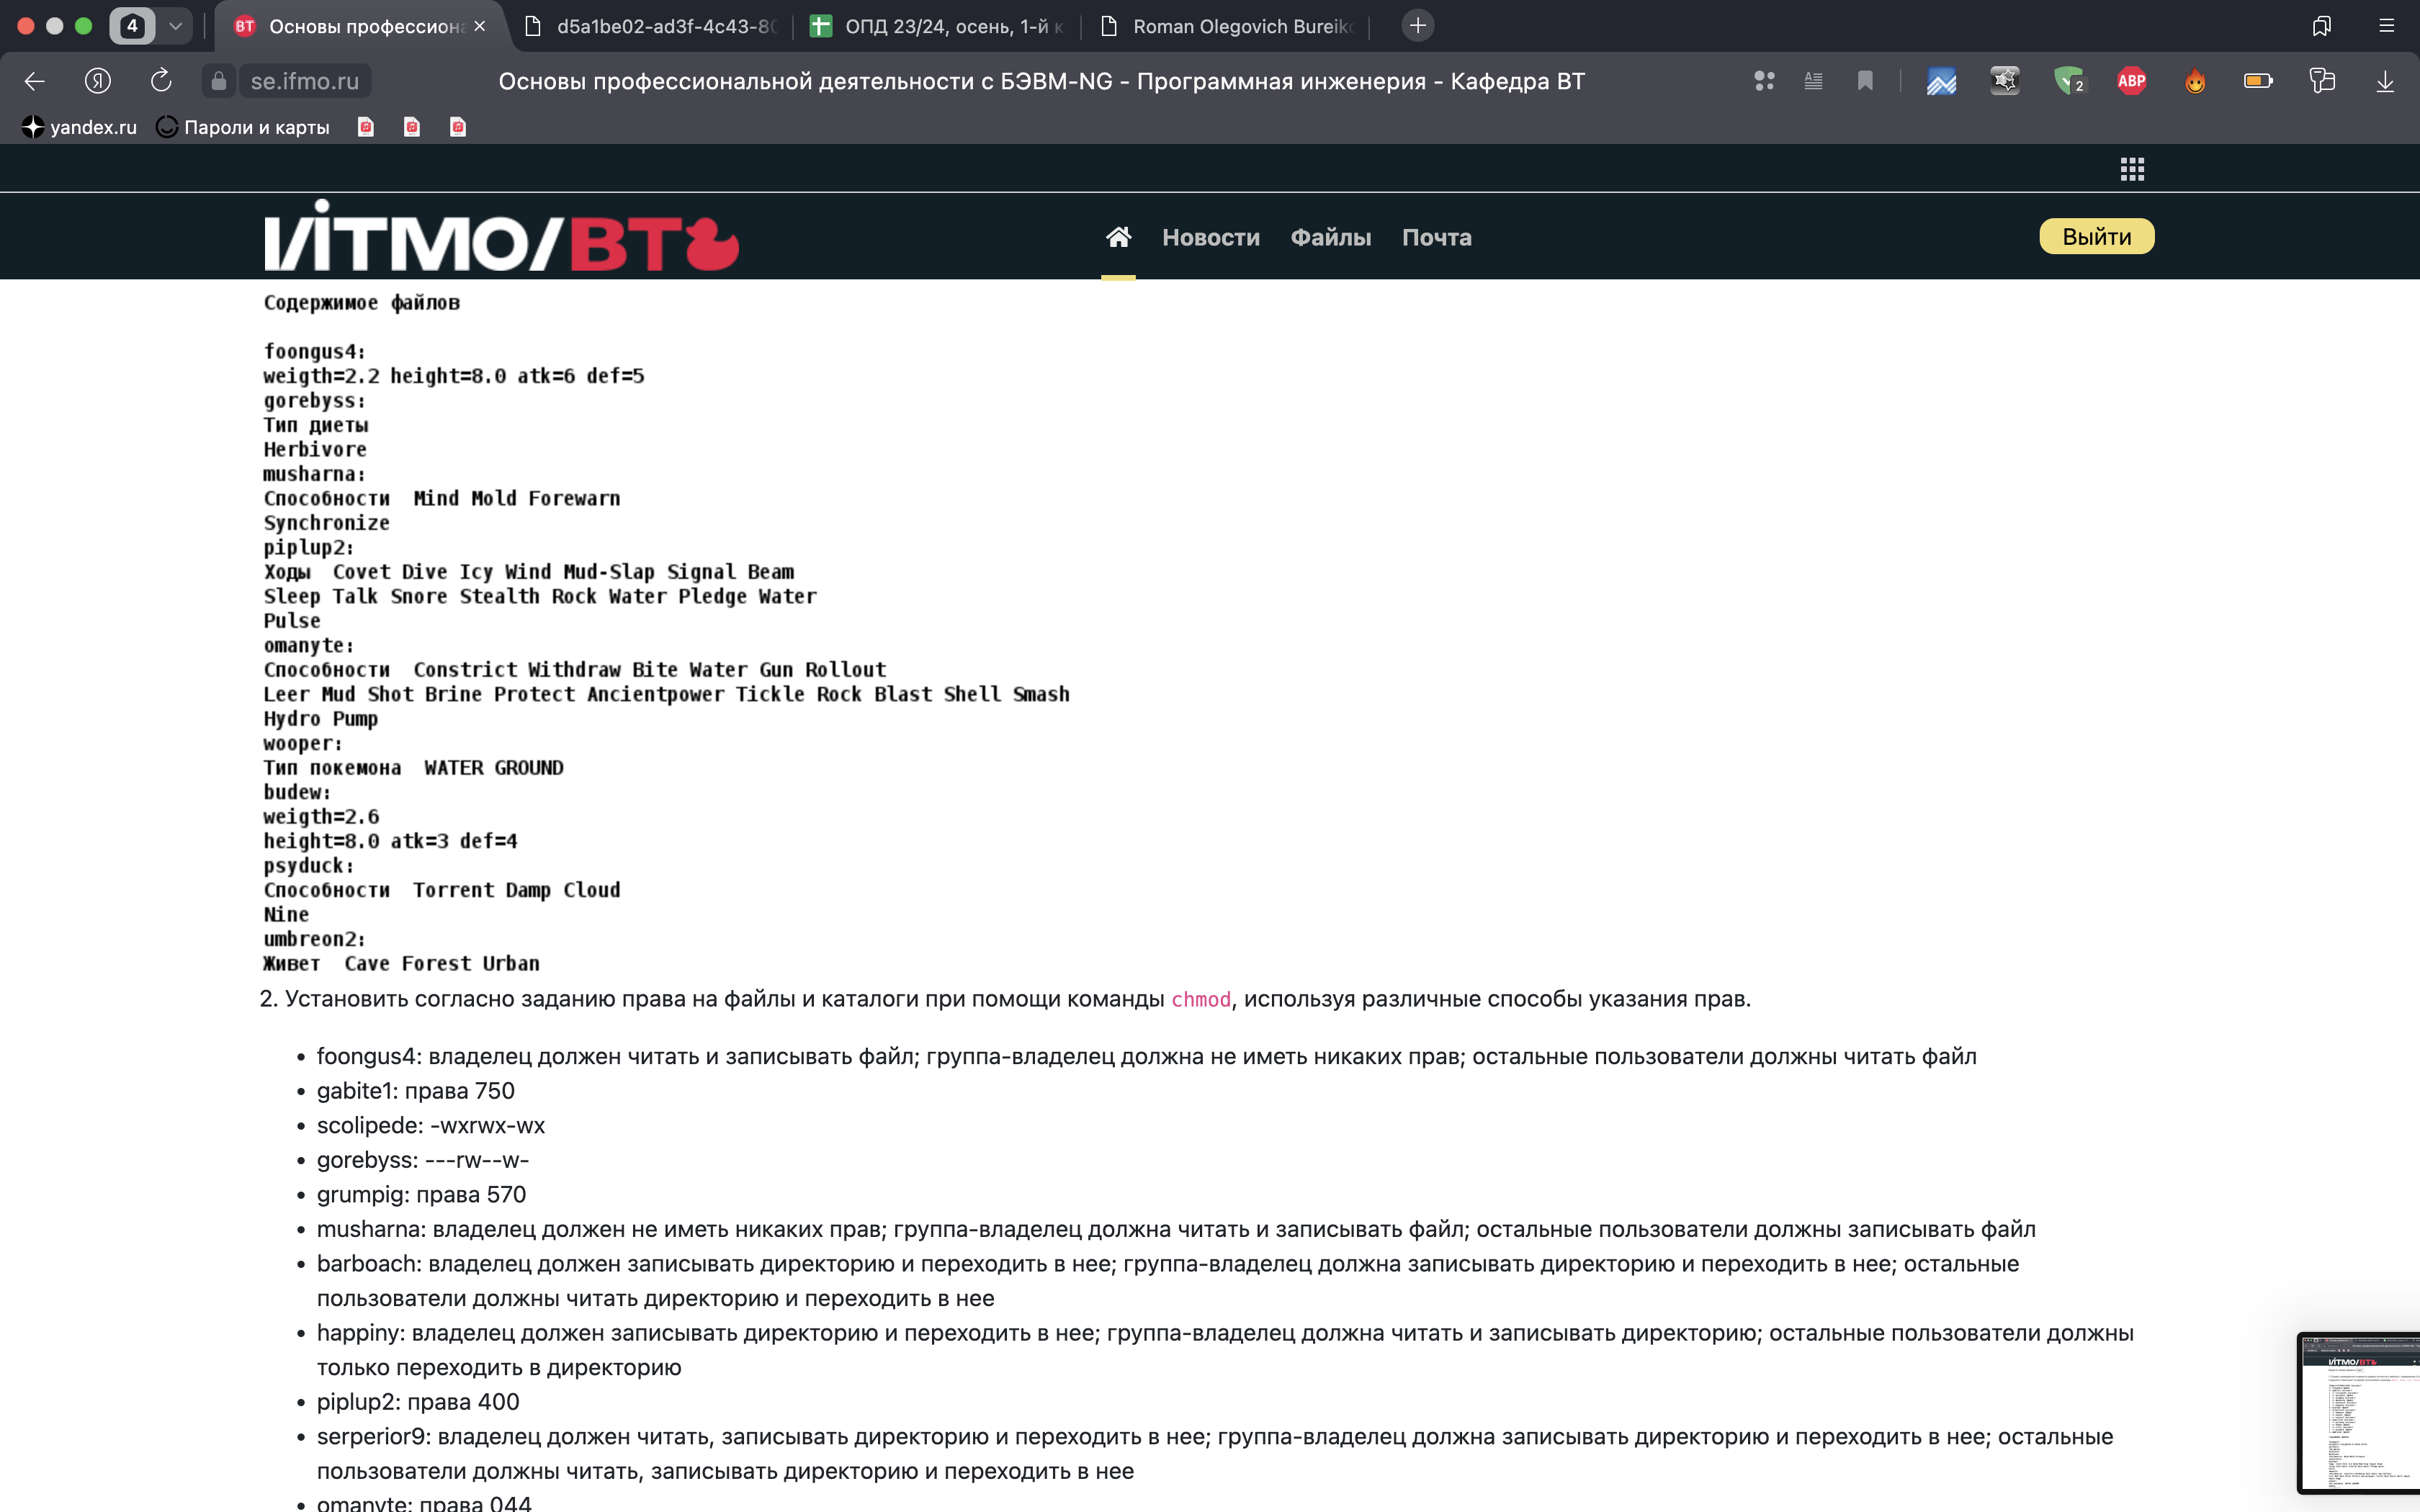 4
BT
Основы профессиона
d5a1be02-ad3f-4c43-80
ОПД 23/24, осень, 1-й к
Roman Olegovich Bureik
se.ifmo.ru
Основы профессиональной деятельности с БЭВМ-NG - Программная инженерия - Кафедра ВТ
2
ABP
yandex.ru
Пароли и карты
ИТМО/ВТ
Новости
Файлы
Почта
Выйти
Содержимое файлов
foongus4:
weigth=2.2 height=8.0 atk=6 def=5
gorebyss:
Тип диеты
Herbivore
musharna:
Способности Mind Mold Forewarn
Synchronize
piplup2:
Ходы Covet Dive Icy Wind Mud-Slap Signal Beam
Sleep Talk Snore Stealth Rock Water Pledge Water
Pulse
omanyte:
Способности Constrict Withdraw Bite Water Gun Rollout
Leer Mud Shot Brine Protect Ancientpower Tickle Rock Blast Shell Smash
Hydro Pump
wooper:
Тип покемона WATER GROUND
budew:
weigth=2.6
height=8.0 atk=3 def=4
psyduck:
Способности Torrent Damp Cloud
Nine
umbreon2:
Живет Cave Forest Urban
2. Установить согласно заданию права на файлы и каталоги при помощи команды chmod, используя различные способы указания прав.
• foongus4: владелец должен читать и записывать файл; группа-владелец должна не иметь никаких прав; остальные пользователи должны читать файл
• gabite1: права 750
• scolipede: -wxrwx-wx
• gorebyss: ---rw--w-
• grumpig: права 570
• musharna: владелец должен не иметь никаких прав; группа-владелец должна читать и записывать файл; остальные пользователи должны записывать файл
• barboach: владелец должен записывать директорию и переходить в нее; группа-владелец должна записывать директорию и переходить в нее; остальные
пользователи должны читать директорию и переходить в нее
• happiny: владелец должен записывать директорию и переходить в нее; группа-владелец должна читать и записывать директорию; остальные пользователи должны
только переходить в директорию
• piplup2: права 400
• serperior9: владелец должен читать, записывать директорию и переходить в нее; группа-владелец должна записывать директорию и переходить в нее; остальные
пользователи должны читать, записывать директорию и переходить в нее
• omanyte: права 044